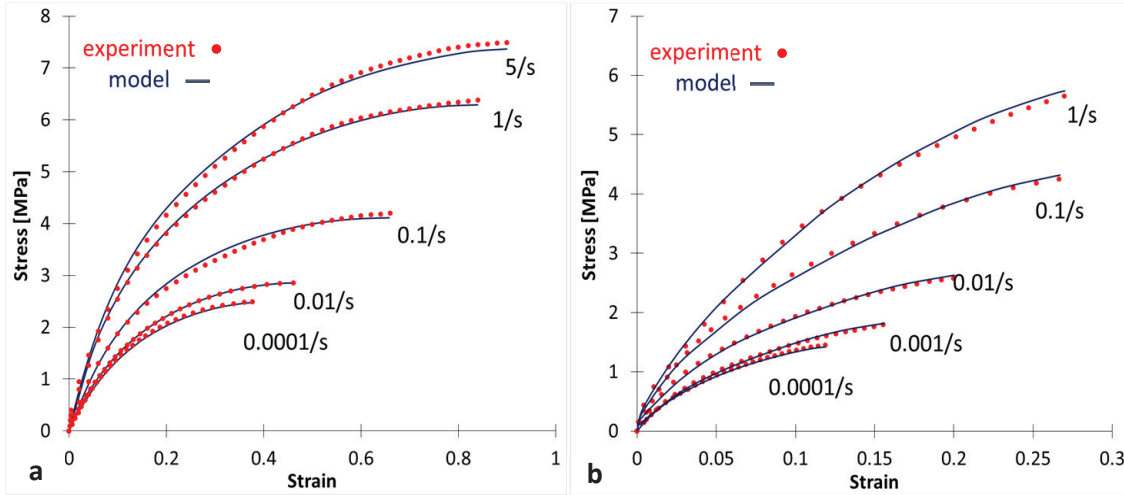 8
7
6
5
4
3
2
1
0
Stress [MPa]
experiment
model
5/s
1/s
0.1/s
0.01/s
0.0001/s
0 0.2 0.4 0.6 0.8 1
a
Strain
7
6
5
4
3
2
1
0
Stress [MPa]
experiment
model
1/s
0.1/s
0.01/s
0.001/s
0.0001/s
0 0.05 0.1 0.15 0.2 0.25 0.3
b
Strain